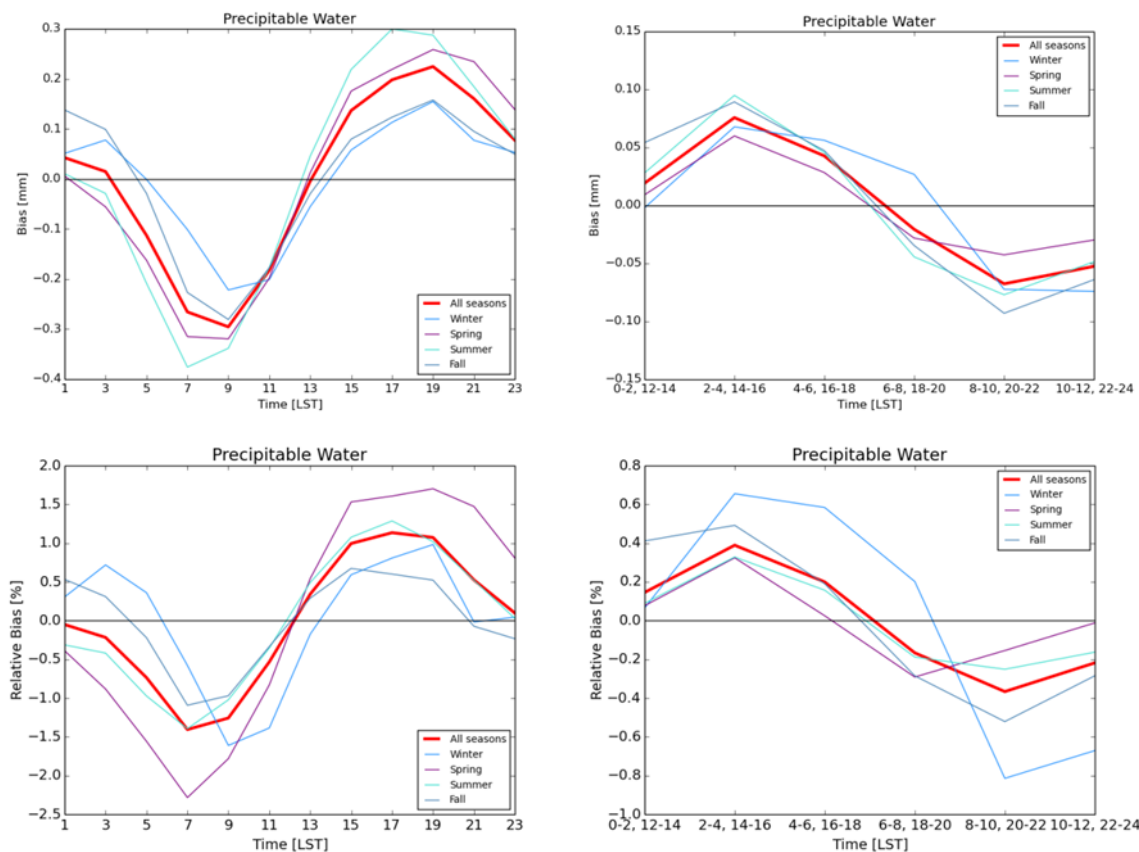 Precipitable Water
0.3
0.2
0.1
0.0
−0.1
−0.2
−0.3
−0.4
Bias [mm]
All seasons
Winter
Spring
Summer
Fall
1 3 5 7 9 11 13 15 17 19 21 23
Time [LST]
Precipitable Water
0.15
0.10
0.05
0.00
−0.05
−0.10
−0.15
Bias [mm]
All seasons
Winter
Spring
Summer
Fall
0-2, 12-14 2-4, 14-16 4-6, 16-18 6-8, 18-20 8-10, 20-22 10-12, 22-24
Time [LST]
Precipitable Water
2.0
1.5
1.0
0.5
0.0
−0.5
−1.0
−1.5
−2.0
−2.5
Relative Bias [%]
All seasons
Winter
Spring
Summer
Fall
1 3 5 7 9 11 13 15 17 19 21 23
Time [LST]
Precipitable Water
0.8
0.6
0.4
0.2
0.0
−0.2
−0.4
−0.6
−0.8
−1.0
Relative Bias [%]
All seasons
Winter
Spring
Summer
Fall
0-2, 12-14 2-4, 14-16 4-6, 16-18 6-8, 18-20 8-10, 20-22 10-12, 22-24
Time [LST]